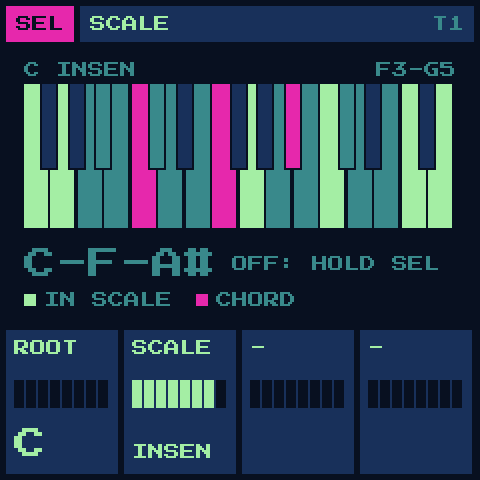 SEL SCALE T1
C INSEN F3-G5
C-F-A# OFF: HOLD SEL
IN SCALE CHORD
ROOT SCALE - -
C INSEN